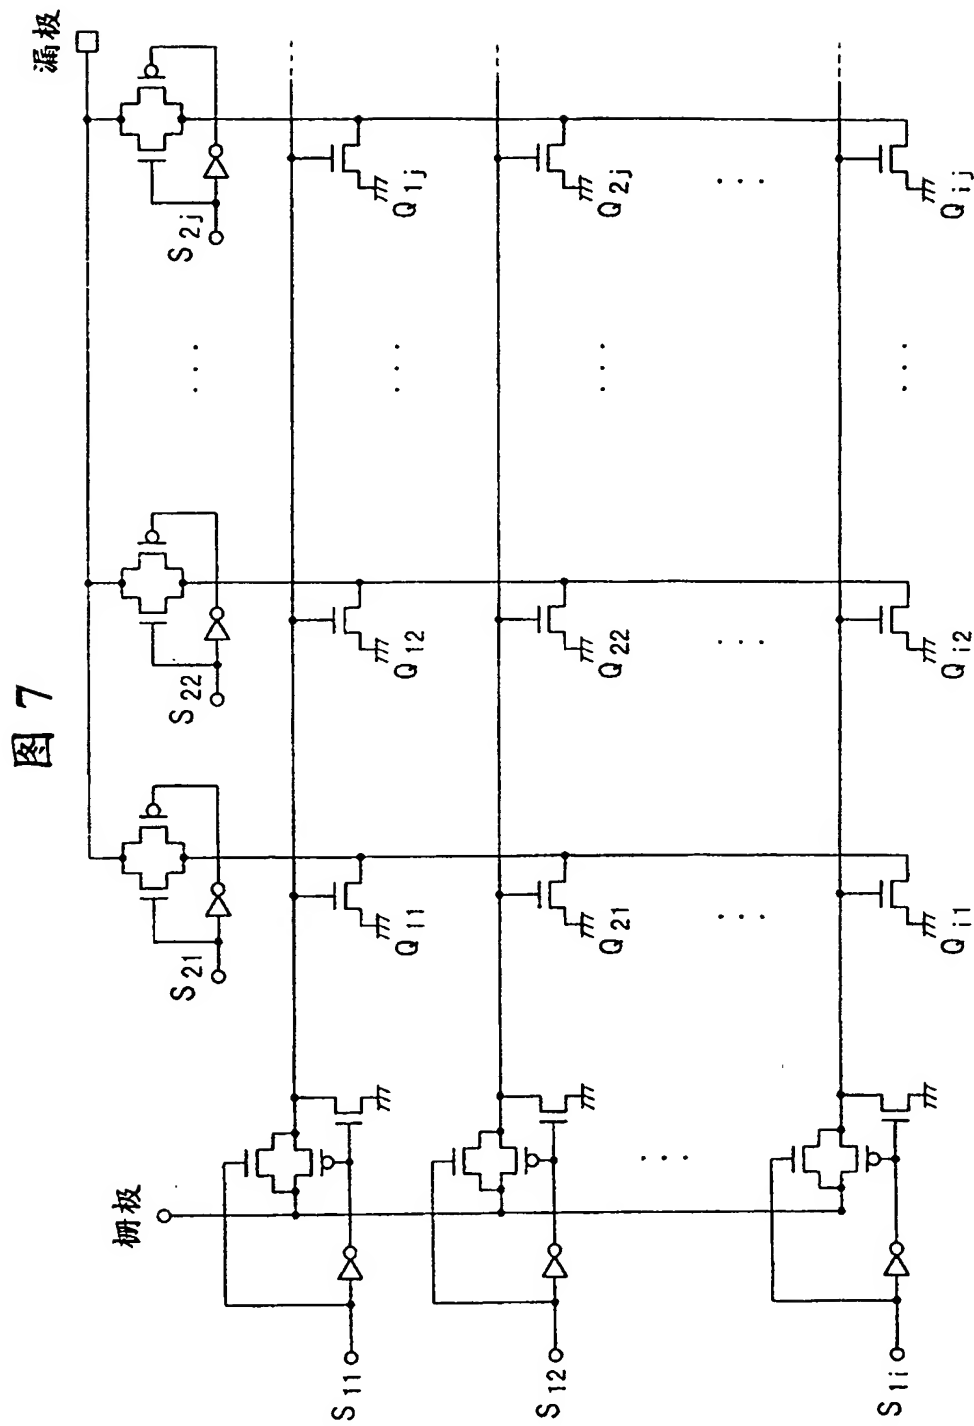 图 7
漏极
S2j
S22
S21
栅极
S11
S12
S1i
Q11
Q12
Q1j
Q21
Q22
Q2j
Qi1
Qi2
Qij